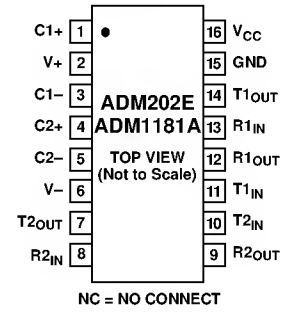 C1+ 1 16 VCC
V+ 2 15 GND
C1– 3 14 T1OUT
ADM202E
C2+ 4 ADM1181A 13 R1IN
C2– 5 TOP VIEW 12 R1OUT
(Not to Scale)
V– 6 11 T1IN
T2OUT 7 10 T2IN
R2IN 8 9 R2OUT
NC = NO CONNECT